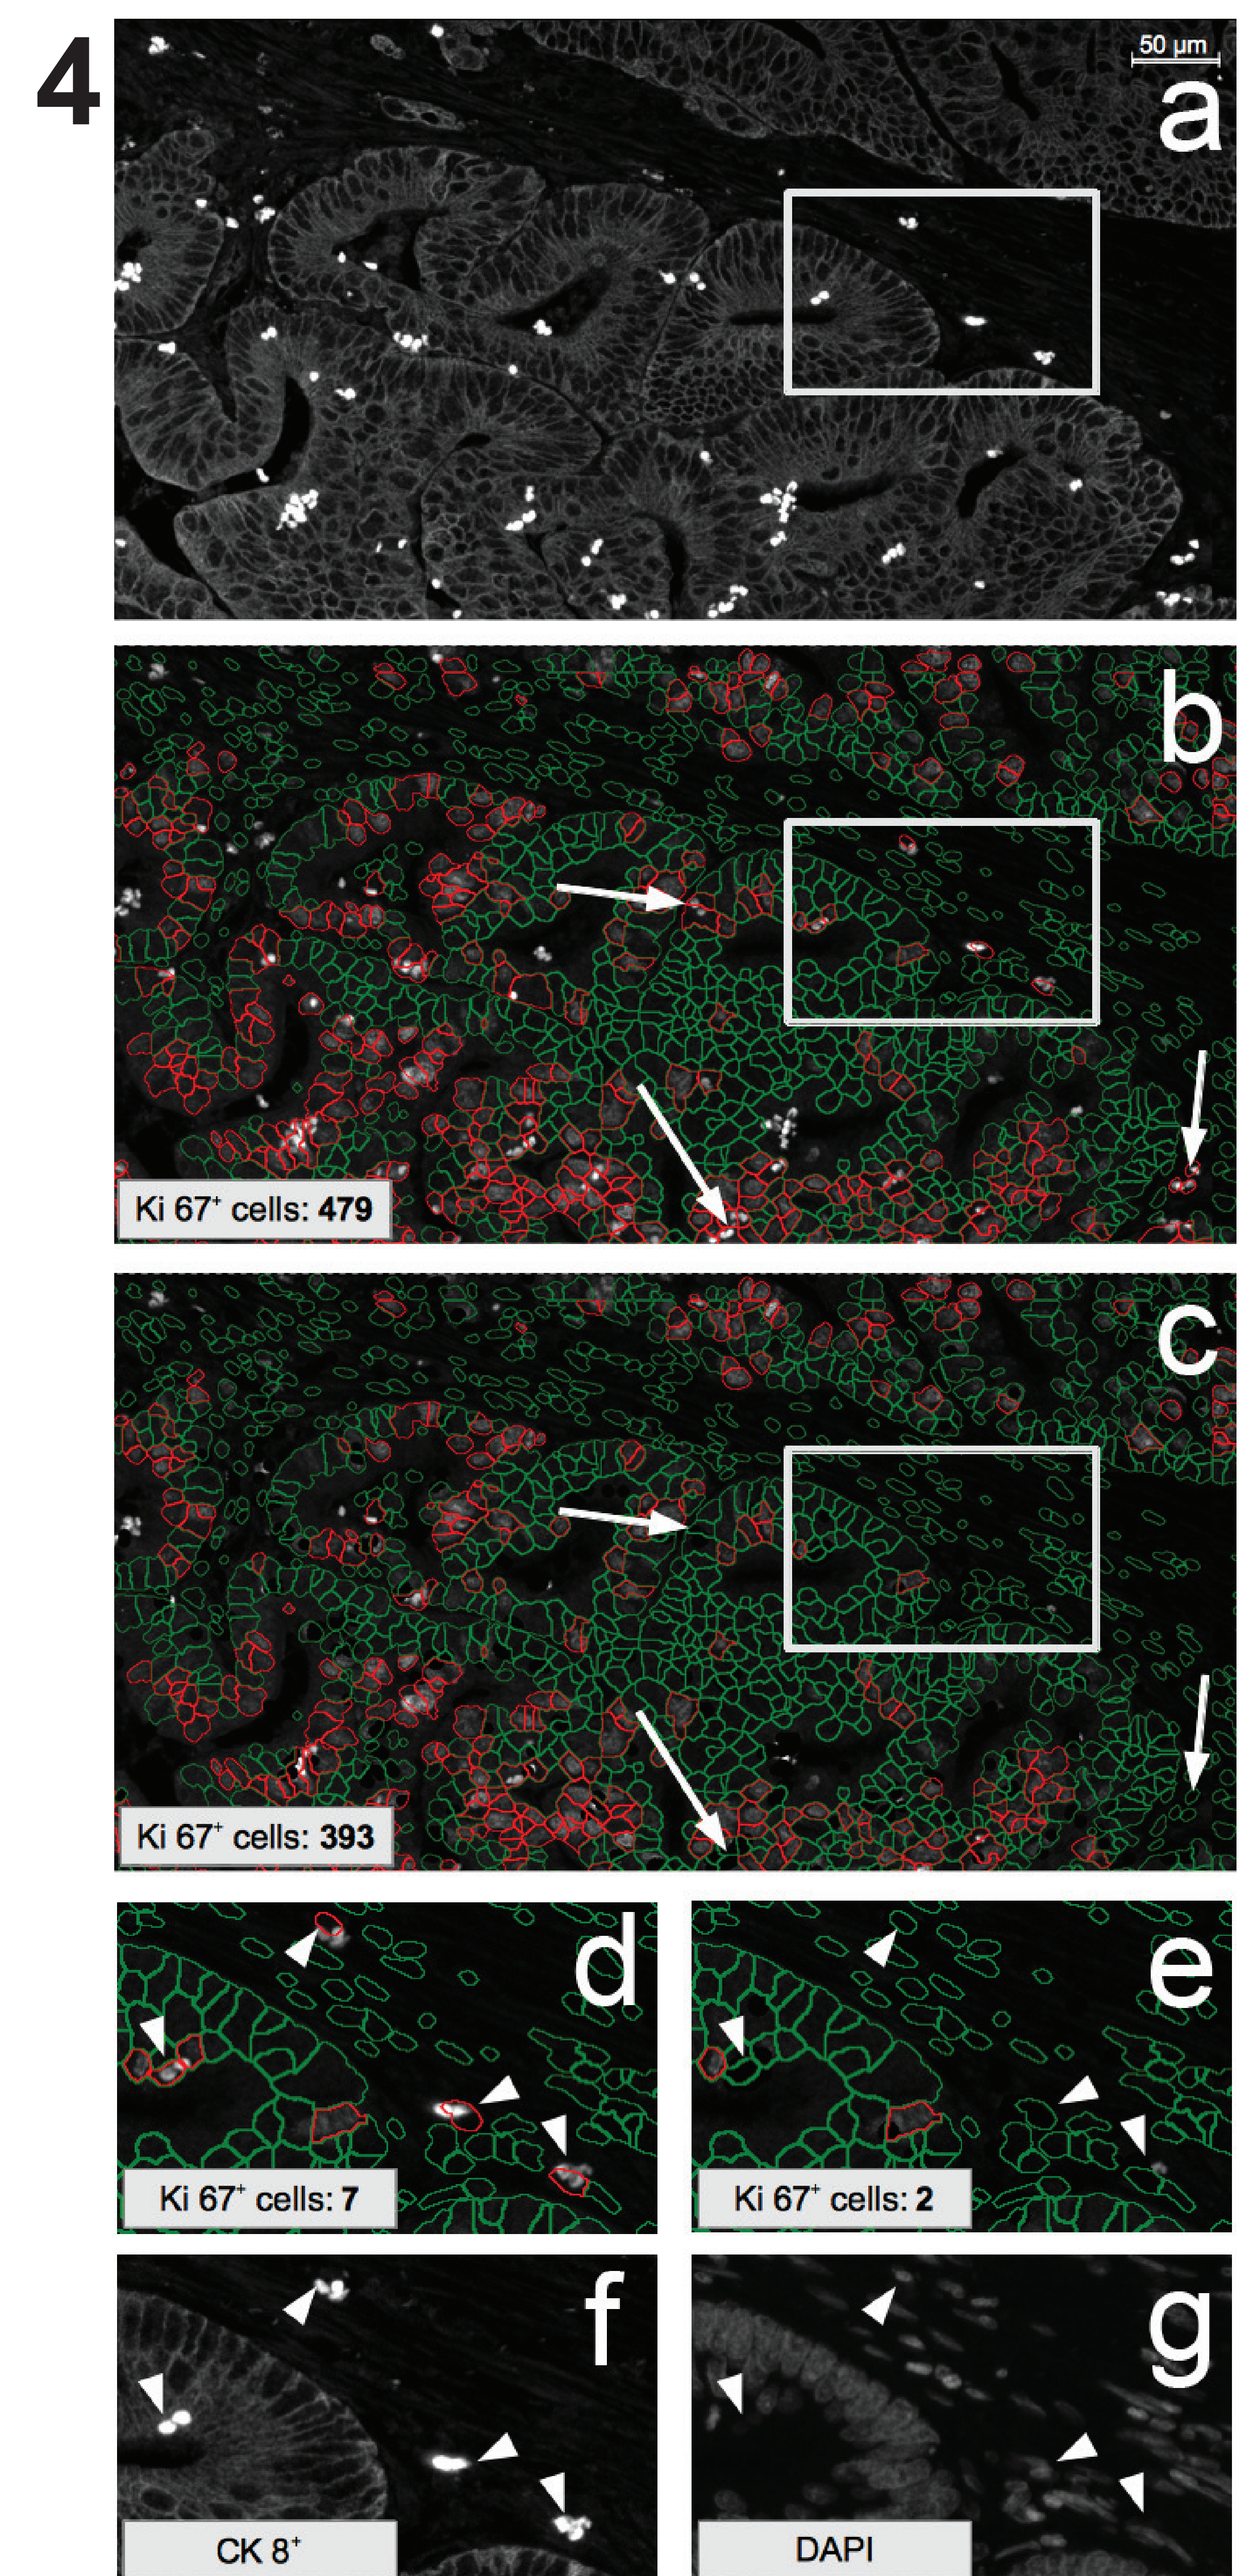 4
50 µm
a
b
Ki 67⁺ cells: 479
c
Ki 67⁺ cells: 393
d
Ki 67⁺ cells: 7
e
Ki 67⁺ cells: 2
f
CK 8⁺
g
DAPI